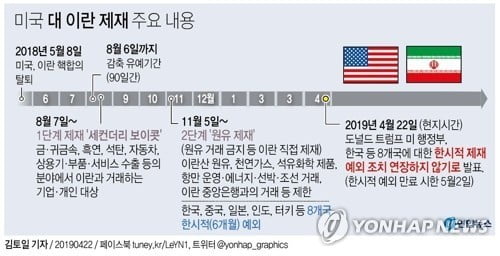 미국 대 이란 제재 주요 내용
2018년 5월 8일
미국, 이란 핵합의
탈퇴
8월 6일까지
감축 유예기간
(90일간)
6 7 8 9 10 11 12월 1 3 4
8월 7일~
1단계 제재 '세컨더리 보이콧'
금·귀금속, 흑연, 석탄, 자동차,
상용기·부품·서비스 수출 등의
분야에서 이란과 거래하는
기업·개인 대상
11월 5일~
2단계 '원유 제재'
(원유 거래 금지 등 이란 직접 제재)
이란산 원유, 천연가스, 석유화학 제품,
항만 운영·에너지·선박·조선 거래,
이란 중앙은행과의 거래 등 제한
한국, 중국, 일본, 인도, 터키 등 8개국
한시적(6개월) 예외
2019년 4월 22일 (현지시간)
도널드 트럼프 미 행정부,
한국 등 8개국에 대한 한시적 제재
예외 조치 연장하지 않기로 발표.
(한시적 예외 만료 시한 5월2일)
김토일 기자 / 20190422 / 페이스북 tuney.kr/LeYN1, 트위터 @yonhap_graphics
연합뉴스
YONHAPNEWS